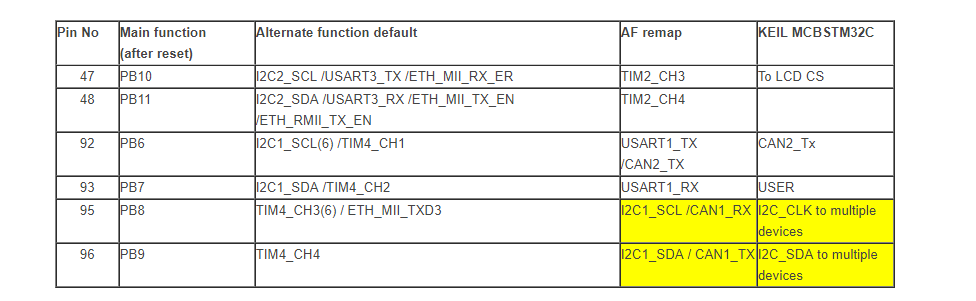 Pin No Main function (after reset) Alternate function default AF remap KEIL MCBSTM32C
47 PB10 I2C2_SCL /USART3_TX /ETH_MII_RX_ER TIM2_CH3 To LCD CS
48 PB11 I2C2_SDA /USART3_RX /ETH_MII_TX_EN /ETH_RMII_TX_EN TIM2_CH4
92 PB6 I2C1_SCL(6) /TIM4_CH1 USART1_TX /CAN2_TX CAN2_Tx
93 PB7 I2C1_SDA /TIM4_CH2 USART1_RX USER
95 PB8 TIM4_CH3(6) / ETH_MII_TXD3 I2C1_SCL /CAN1_RX I2C_CLK to multiple devices
96 PB9 TIM4_CH4 I2C1_SDA / CAN1_TX I2C_SDA to multiple devices